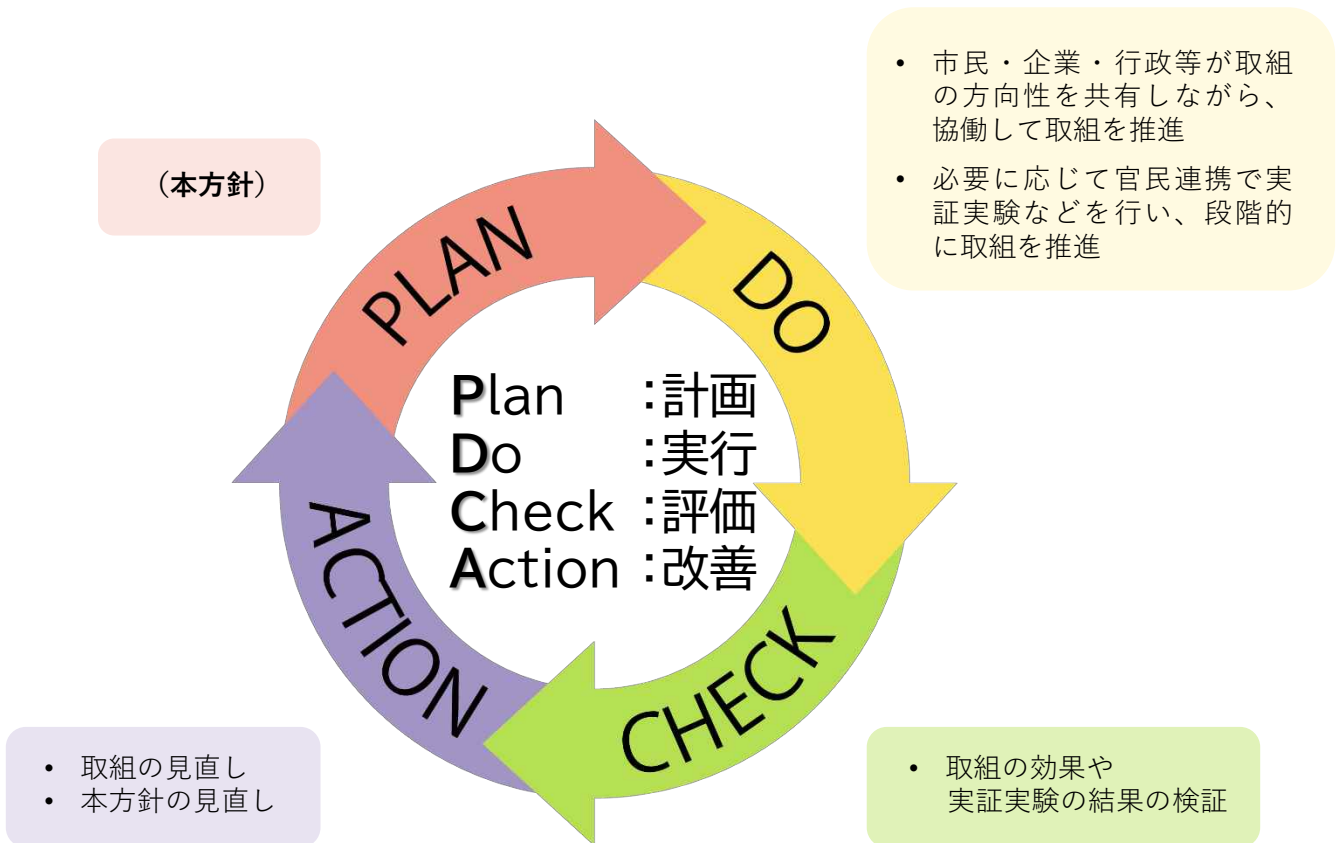 • 市民・企業・行政等が取組
の方向性を共有しながら、
協働して取組を推進
• 必要に応じて官民連携で実
証実験などを行い、段階的
に取組を推進
（本方針）
PLAN
DO
Plan ：計画
Do ：実行
Check ：評価
Action ：改善
ACTION
CHECK
• 取組の見直し
• 本方針の見直し
• 取組の効果や
実証実験の結果の検証